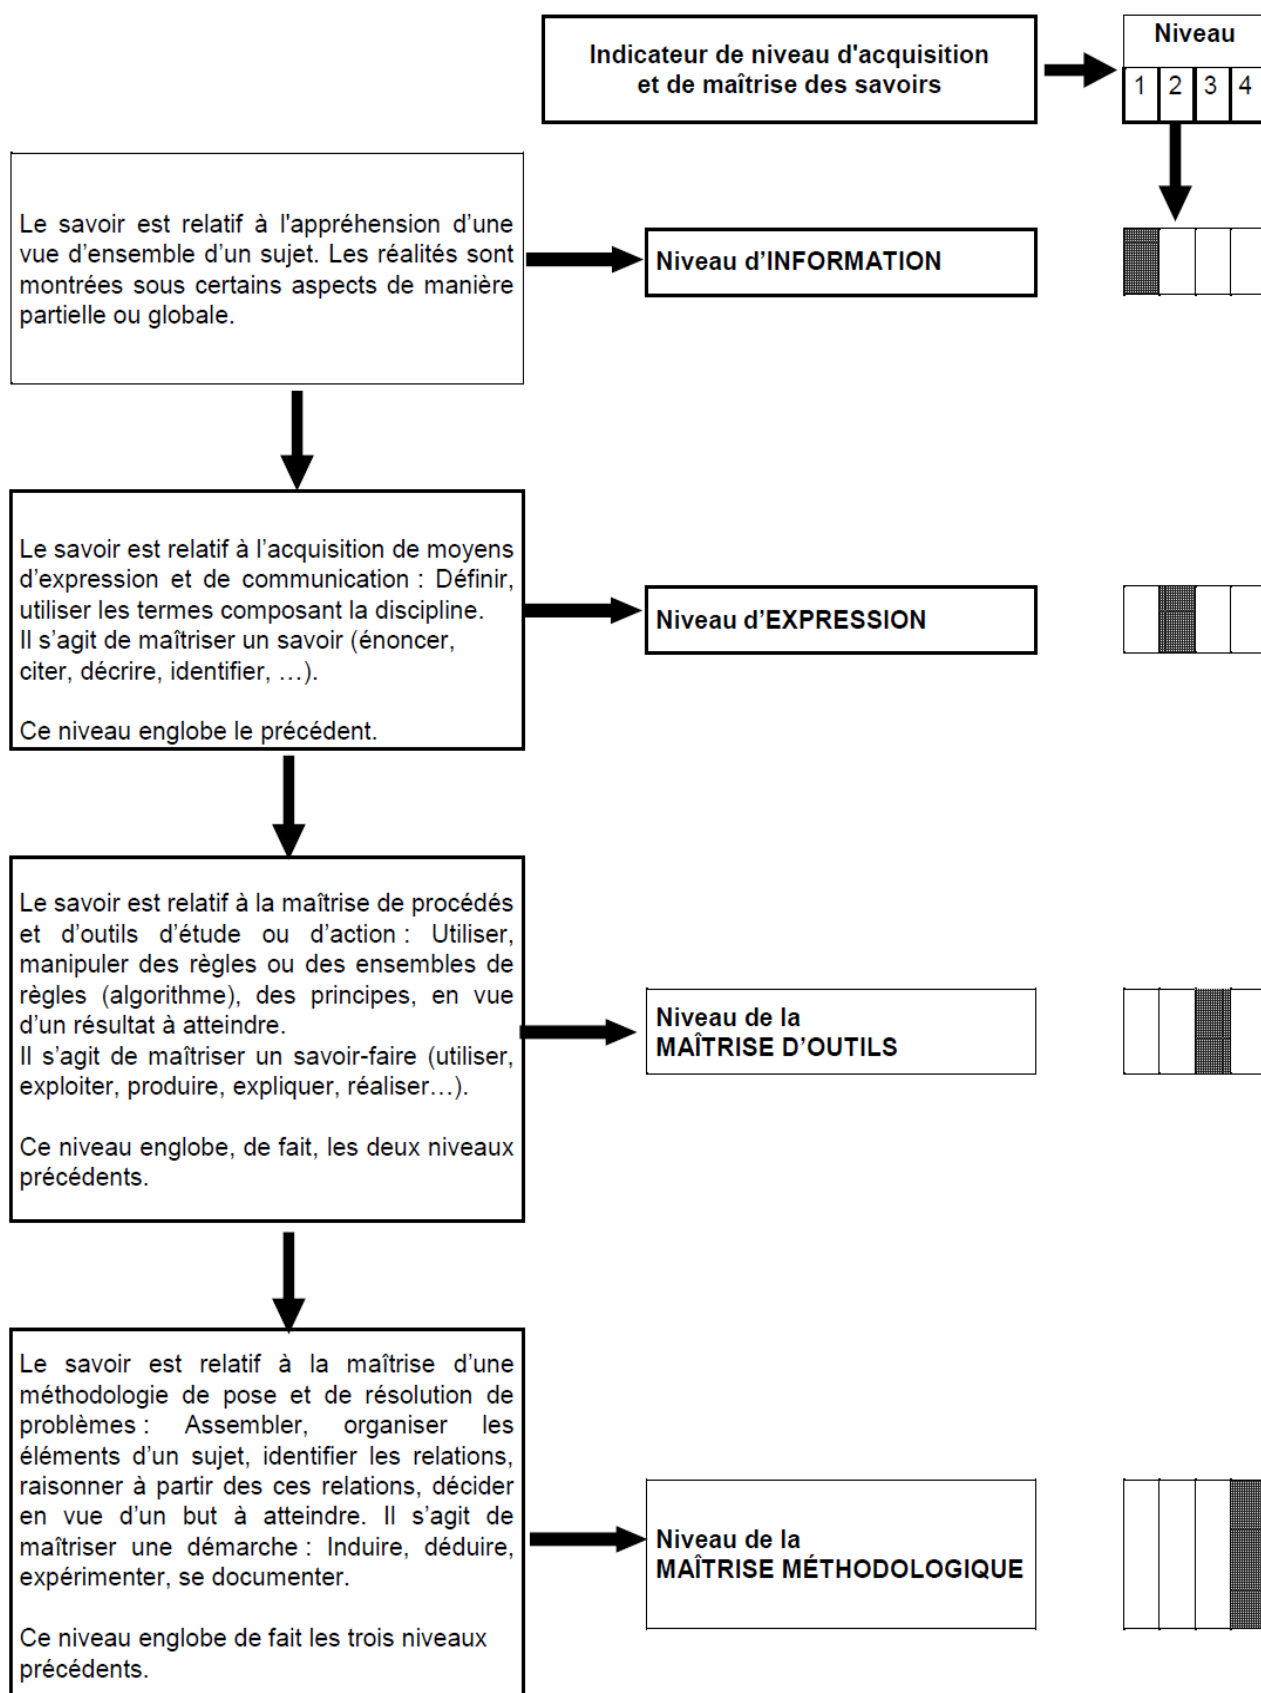 Indicateur de niveau d'acquisition
et de maîtrise des savoirs
Niveau
1 2 3 4
Le savoir est relatif à l'appréhension d’une
vue d’ensemble d’un sujet. Les réalités sont
montrées sous certains aspects de manière
partielle ou globale.
Niveau d’INFORMATION
Le savoir est relatif à l’acquisition de moyens
d’expression et de communication : Définir,
utiliser les termes composant la discipline.
Il s’agit de maîtriser un savoir (énoncer,
citer, décrire, identifier, …).
Ce niveau englobe le précédent.
Niveau d’EXPRESSION
Le savoir est relatif à la maîtrise de procédés
et d’outils d’étude ou d’action : Utiliser,
manipuler des règles ou des ensembles de
règles (algorithme), des principes, en vue
d’un résultat à atteindre.
Il s’agit de maîtriser un savoir-faire (utiliser,
exploiter, produire, expliquer, réaliser…).
Ce niveau englobe, de fait, les deux niveaux
précédents.
Niveau de la
MAÎTRISE D’OUTILS
Le savoir est relatif à la maîtrise d’une
méthodologie de pose et de résolution de
problèmes : Assembler, organiser les
éléments d’un sujet, identifier les relations,
raisonner à partir des ces relations, décider
en vue d’un but à atteindre. Il s’agit de
maîtriser une démarche : Induire, déduire,
expérimenter, se documenter.
Ce niveau englobe de fait les trois niveaux
précédents.
Niveau de la
MAÎTRISE MÉTHODOLOGIQUE